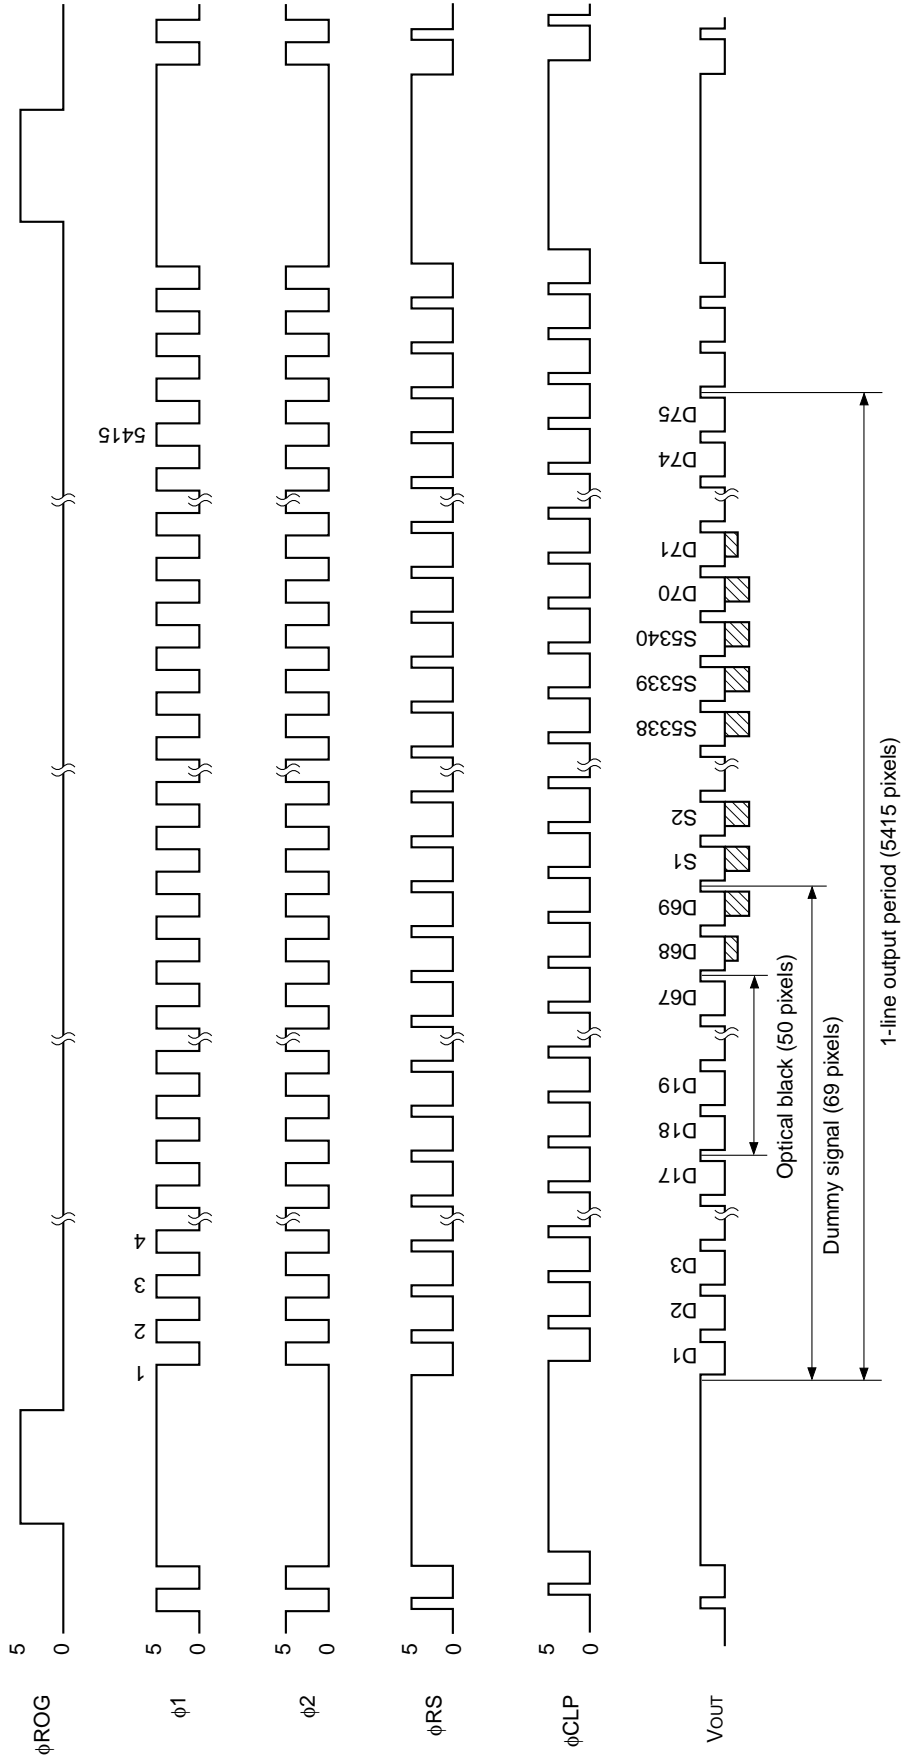 φROG
5
0
φ1
5
0
1
2
3
4
5415
φ2
5
0
φRS
5
0
φCLP
5
0
VOUT
D1
D2
D3
D17
D18
D19
D67
D68
D69
S1
S2
S5338
S5339
S5340
D70
D71
D74
D75
Optical black (50 pixels)
Dummy signal (69 pixels)
1-line output period (5415 pixels)